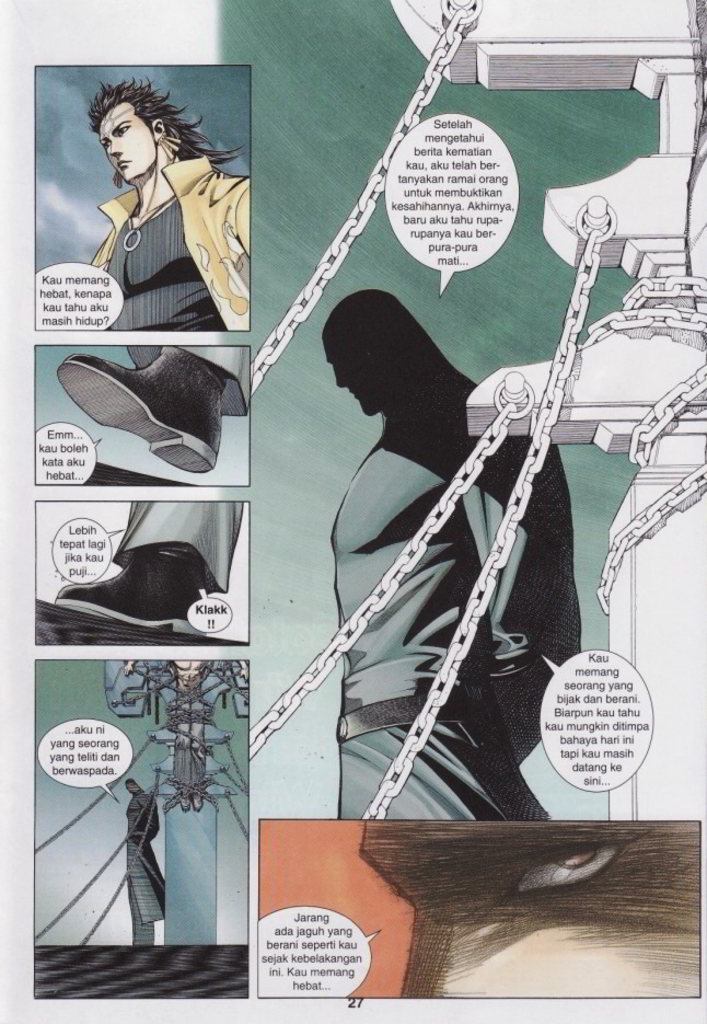 Kau memang
hebat, kenapa
kau tahu aku
masih hidup?
Emm...
kau boleh
kata aku
hebat...
Lebih
tepat lagi
jika kau
puji...
Klakk
!!
...aku ni
yang seorang
yang teliti dan
berwaspada.
Setelah
mengetahui
berita kematian
kau, aku telah ber-
tanyakan ramai orang
untuk membuktikan
kesahihannya. Akhirnya,
baru aku tahu rupa-
rupanya kau ber-
pura-pura
mati...
Kau
memang
seorang yang
bijak dan berani.
Biarpun kau tahu
kau mungkin ditimpa
bahaya hari ini
tapi kau masih
datang ke
sini...
Jarang
ada jaguh yang
berani seperti kau
sejak kebelakangan
ini. Kau memang
hebat...
27